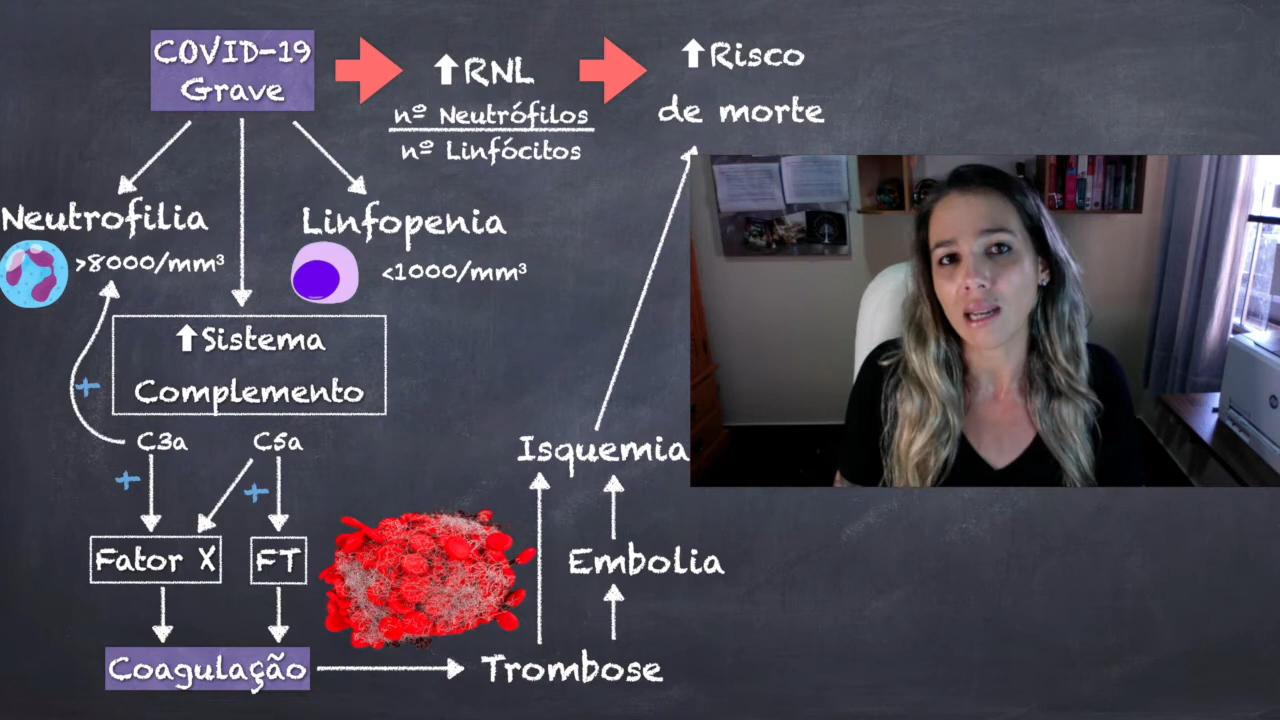 COVID-19
Grave
↑RNL
nº Neutrófilos
nº Linfócitos
↑Risco
de morte
Neutrofilia
>8000/mm³
Linfopenia
<1000/mm³
↑Sistema
Complemento
+
C3a
C5a
+
+
Fator X
FT
Coagulação
Trombose
Embolia
Isquemia